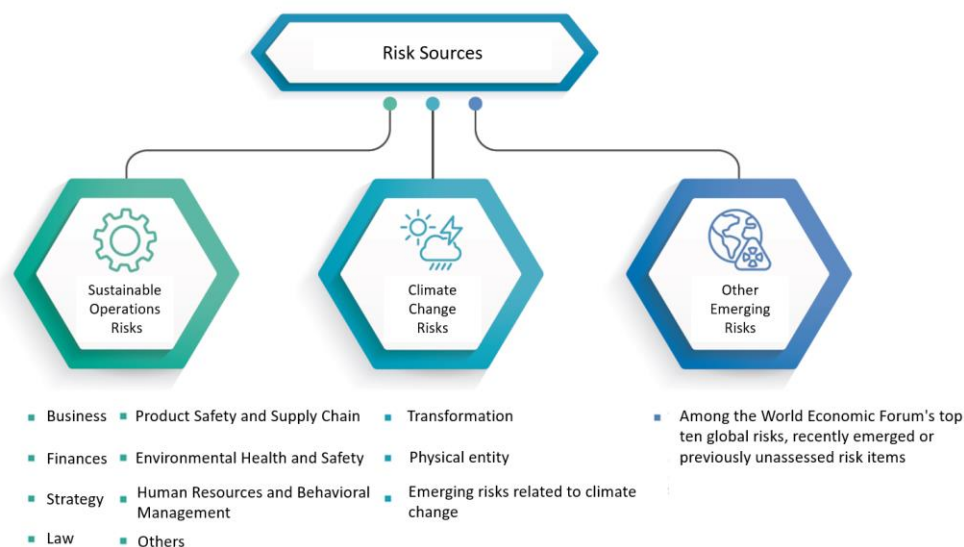 Risk Sources
Sustainable
Operations
Risks
Climate
Change
Risks
Other
Emerging
Risks
Business
Finances
Strategy
Law
Product Safety and Supply Chain
Environmental Health and Safety
Human Resources and Behavioral
Management
Others
Transformation
Physical entity
Emerging risks related to climate
change
Among the World Economic Forum's top
ten global risks, recently emerged or
previously unassessed risk items